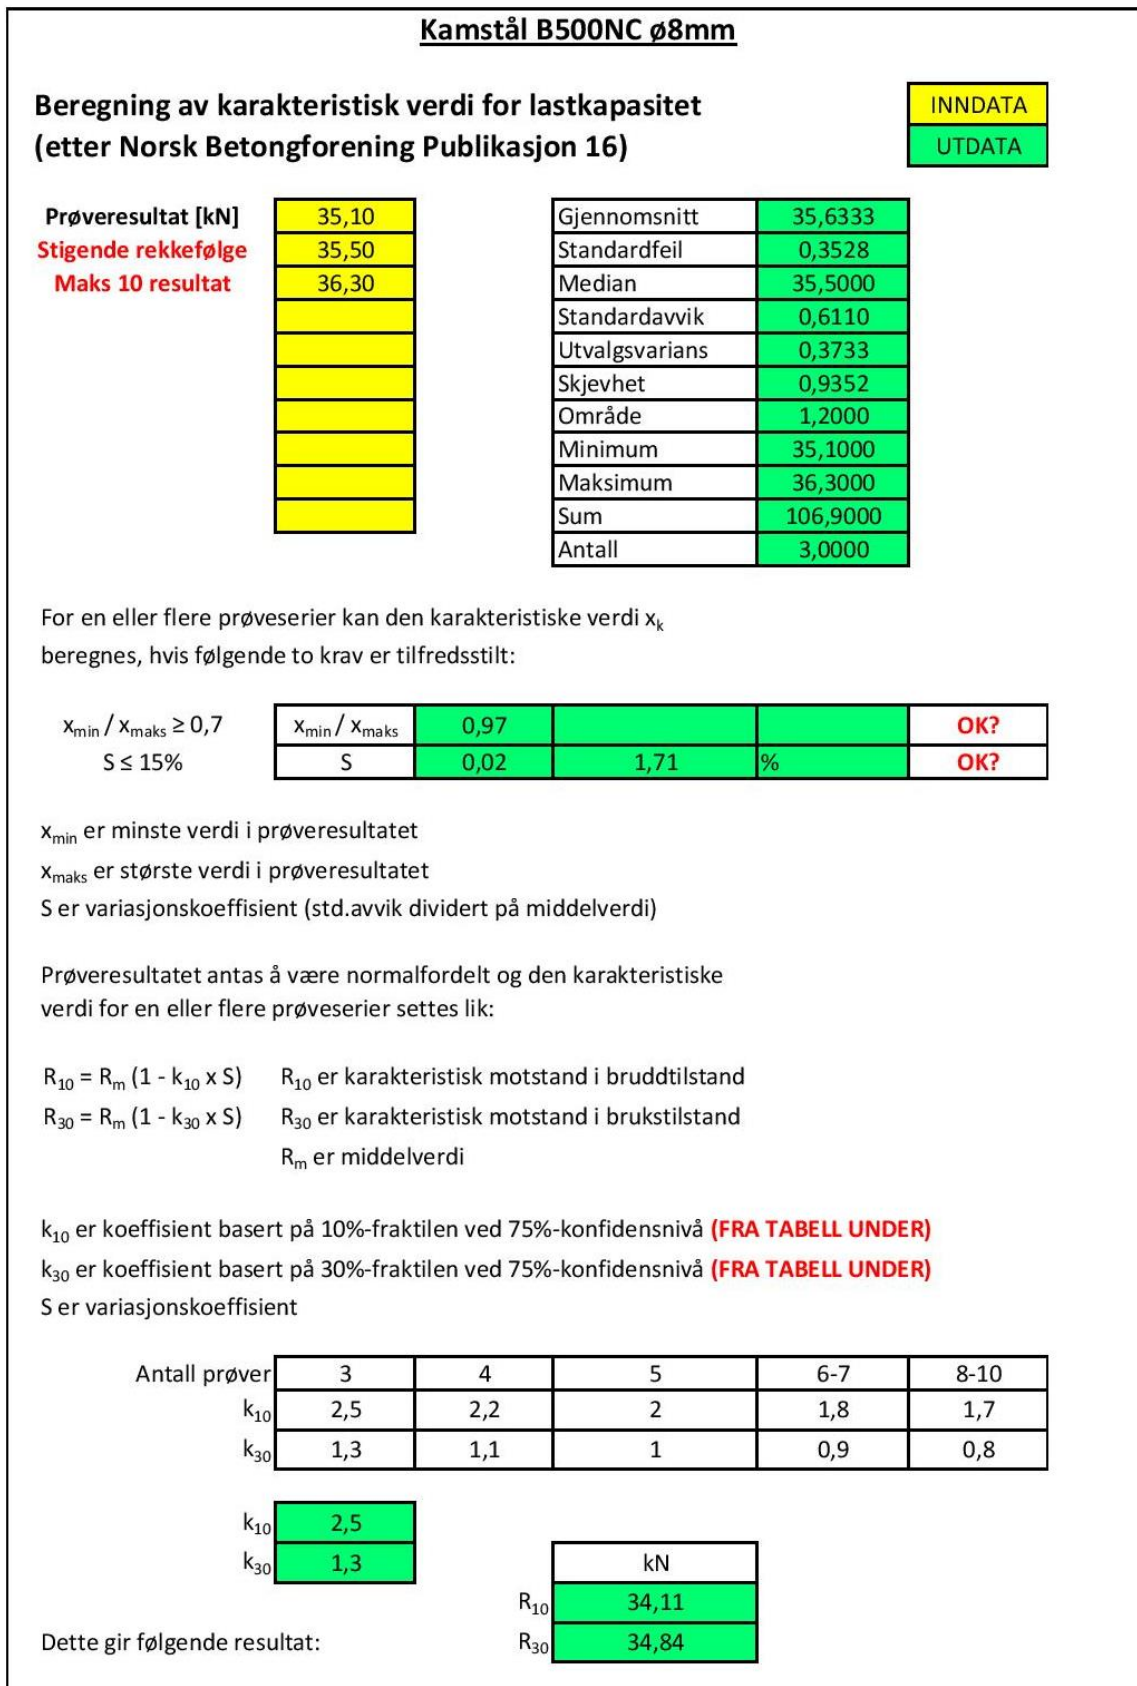 Kamstål B500NC ø8mm
Beregning av karakteristisk verdi for lastkapasitet
(etter Norsk Betongforening Publikasjon 16)
INNDATA
UTDATA
Prøveresultat [kN] 35,10
Stigende rekkefølge 35,50
Maks 10 resultat 36,30
Gjennomsnitt 35,6333
Standardfeil 0,3528
Median 35,5000
Standardavvik 0,6110
Utvalgsvarians 0,3733
Skjevhet 0,9352
Område 1,2000
Minimum 35,1000
Maksimum 36,3000
Sum 106,9000
Antall 3,0000
For en eller flere prøveserier kan den karakteristiske verdi xk
beregnes, hvis følgende to krav er tilfredsstilt:
xmin / xmaks ≥ 0,7 xmin / xmaks 0,97 OK?
S ≤ 15% S 0,02 1,71 % OK?
xmin er minste verdi i prøveresultatet
xmaks er største verdi i prøveresultatet
S er variasjonskoeffisient (std.avvik dividert på middelverdi)
Prøveresultatet antas å være normalfordelt og den karakteristiske
verdi for en eller flere prøveserier settes lik:
R10 = Rm (1 - k10 x S) R10 er karakteristisk motstand i bruddtilstand
R30 = Rm (1 - k30 x S) R30 er karakteristisk motstand i brukstilstand
Rm er middelverdi
k10 er koeffisient basert på 10%-fraktilen ved 75%-konfidensnivå (FRA TABELL UNDER)
k30 er koeffisient basert på 30%-fraktilen ved 75%-konfidensnivå (FRA TABELL UNDER)
S er variasjonskoeffisient
Antall prøver 3 4 5 6-7 8-10
k10 2,5 2,2 2 1,8 1,7
k30 1,3 1,1 1 0,9 0,8
k10 2,5
k30 1,3
kN
R10 34,11
Dette gir følgende resultat: R30 34,84